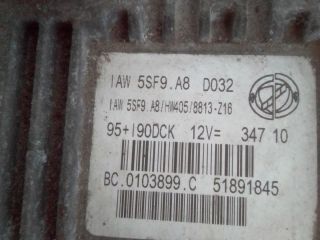 IAW 5SF9.A8 D032
IAW 5SF9.A8/HW405/8813-Z16
95+I90DCK 12V= 347 10
BC.0103899.C 51891845